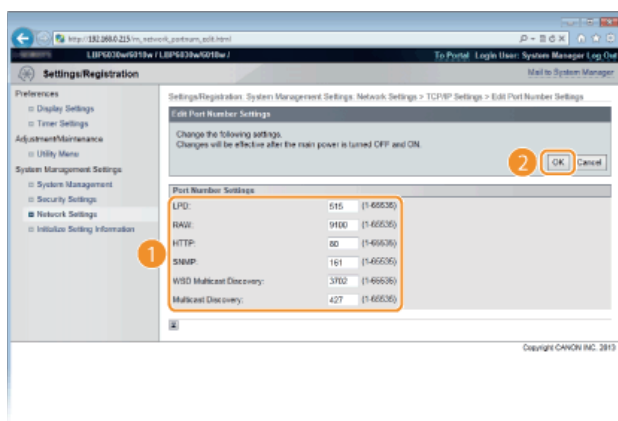 http://192.168.0.215/m_network_portnum_edit.html
LBP6030w/6018w / LBP6030w/6018w /
To Portal Login User: System Manager Log Out
Settings/Registration
Mail to System Manager
Preferences
Display Settings
Timer Settings
Adjustment/Maintenance
Utility Menu
System Management Settings
System Management
Security Settings
Network Settings
Initialize Setting Information
Settings/Registration: System Management Settings: Network Settings > TCP/IP Settings > Edit Port Number Settings
Edit Port Number Settings
Change the following settings.
Changes will be effective after the main power is turned OFF and ON.
2
OK Cancel
Port Number Settings
1
LPD: 515 (1-65535)
RAW: 9100 (1-65535)
HTTP: 80 (1-65535)
SNMP: 161 (1-65535)
WSD Multicast Discovery: 3702 (1-65535)
Multicast Discovery: 427 (1-65535)
Copyright CANON INC. 2013